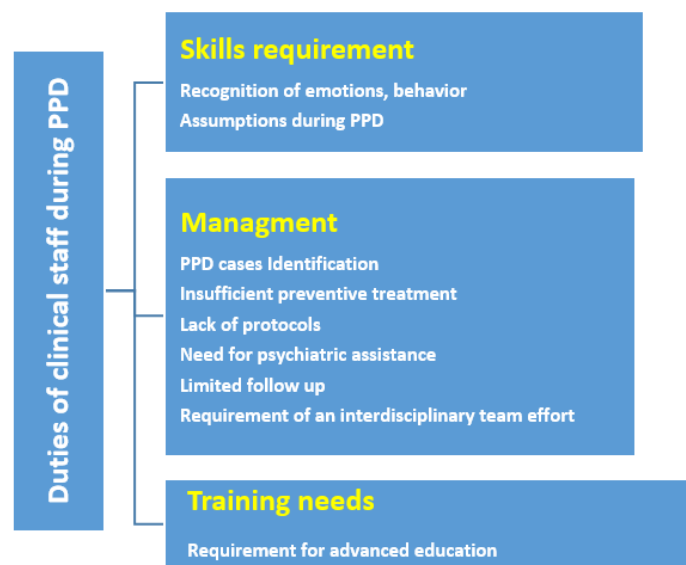 Duties of clinical staff during PPD
Skills requirement
Recognition of emotions, behavior
Assumptions during PPD
Managment
PPD cases Identification
Insufficient preventive treatment
Lack of protocols
Need for psychiatric assistance
Limited follow up
Requirement of an interdisciplinary team effort
Training needs
Requirement for advanced education